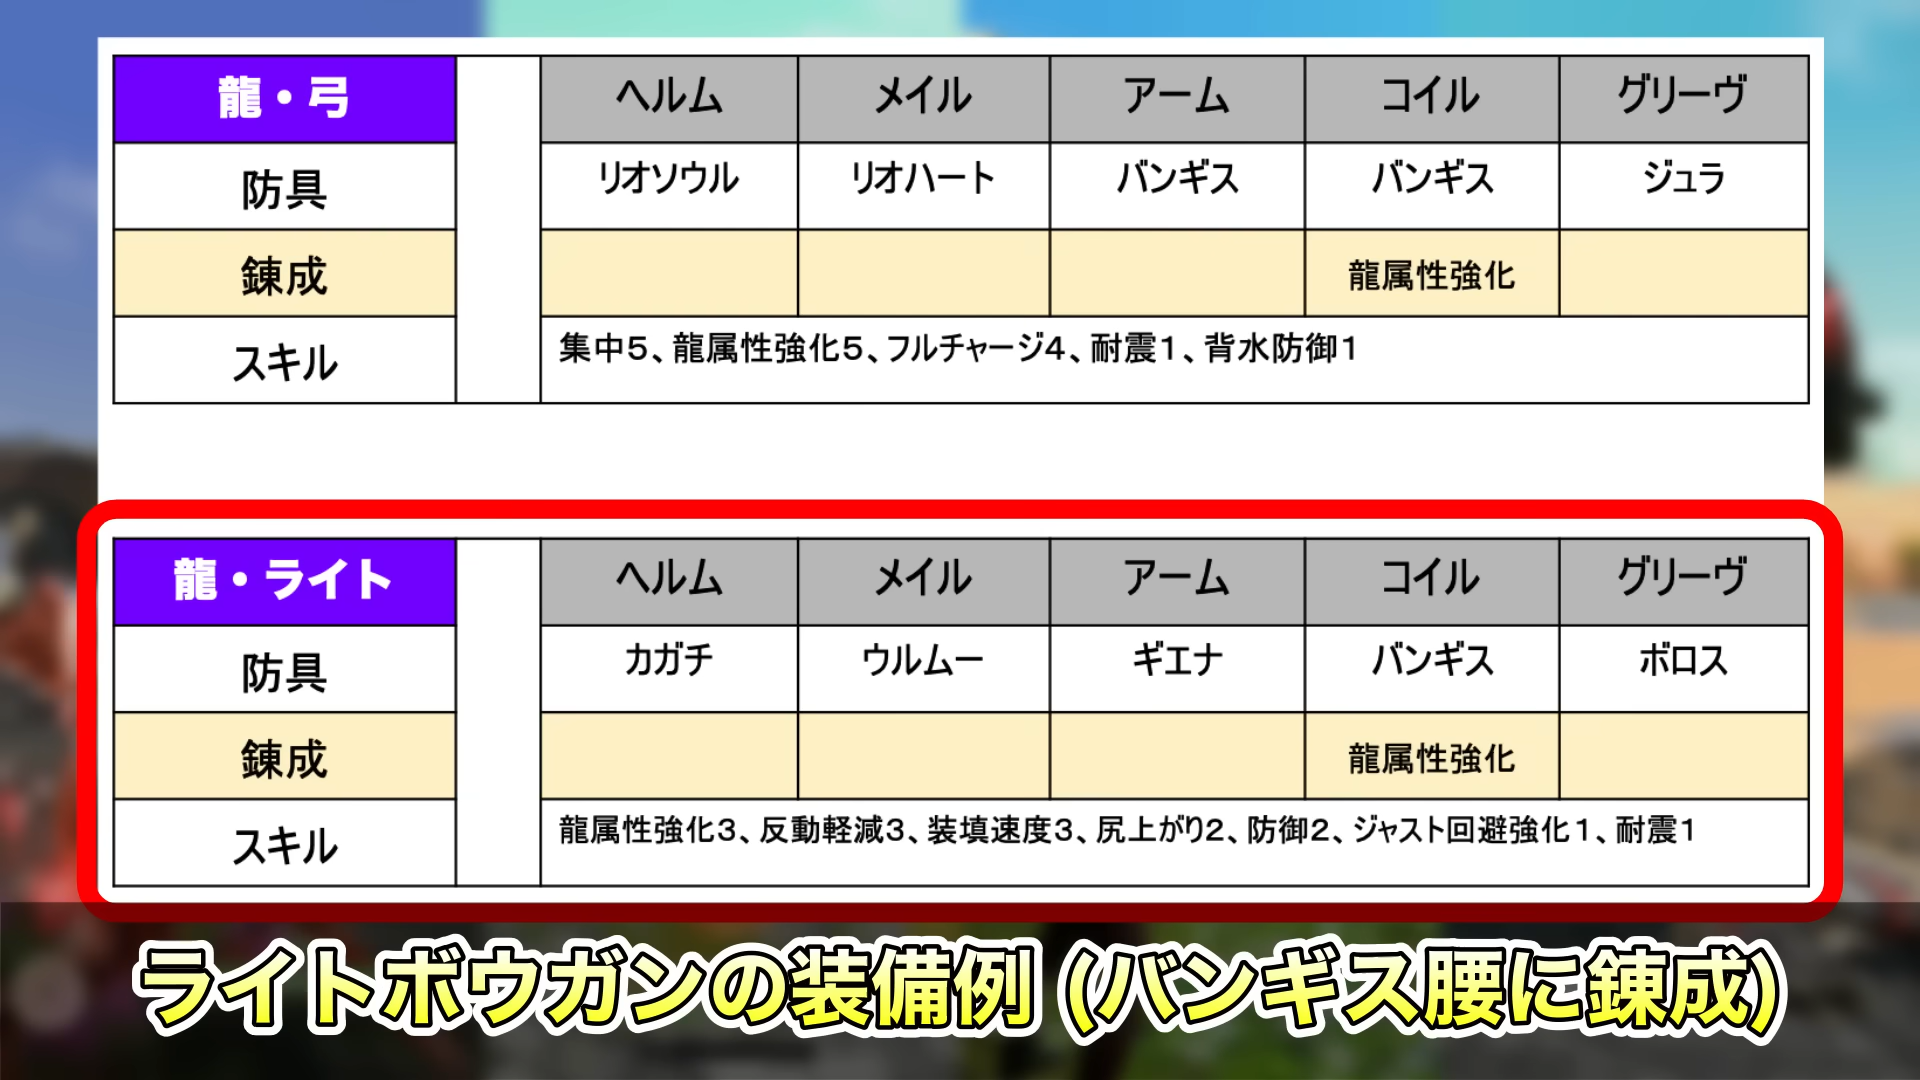 龍・弓 ヘルム メイル アーム コイル グリーヴ
防具 リオソウル リオハート バンギス バンギス ジュラ
錬成 龍属性強化
スキル 集中5、龍属性強化5、フルチャージ4、耐震1、背水防御1
龍・ライト ヘルム メイル アーム コイル グリーヴ
防具 カガチ ウルムー ギエナ バンギス ボロス
錬成 龍属性強化
スキル 龍属性強化3、反動軽減3、装填速度3、尻上がり2、防御2、ジャスト回避強化1、耐震1
ライトボウガンの装備例 (バンギス腰に錬成)